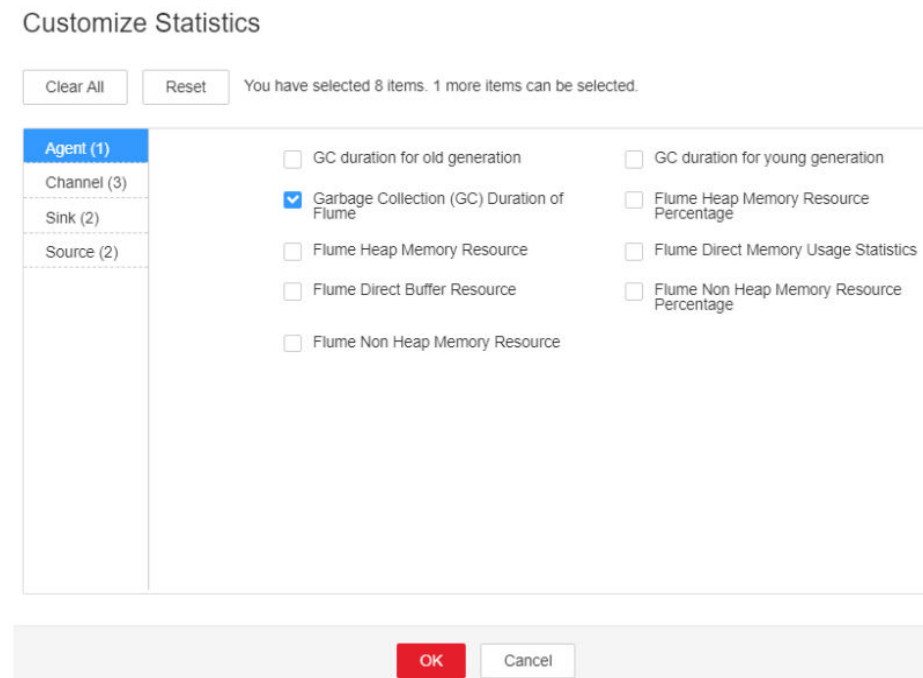 Customize Statistics
Clear All
Reset
You have selected 8 items. 1 more items can be selected.
Agent (1)
Channel (3)
Sink (2)
Source (2)
GC duration for old generation
GC duration for young generation
Garbage Collection (GC) Duration of
Flume
Flume Heap Memory Resource
Percentage
Flume Heap Memory Resource
Flume Direct Memory Usage Statistics
Flume Direct Buffer Resource
Flume Non Heap Memory Resource
Percentage
Flume Non Heap Memory Resource
OK
Cancel